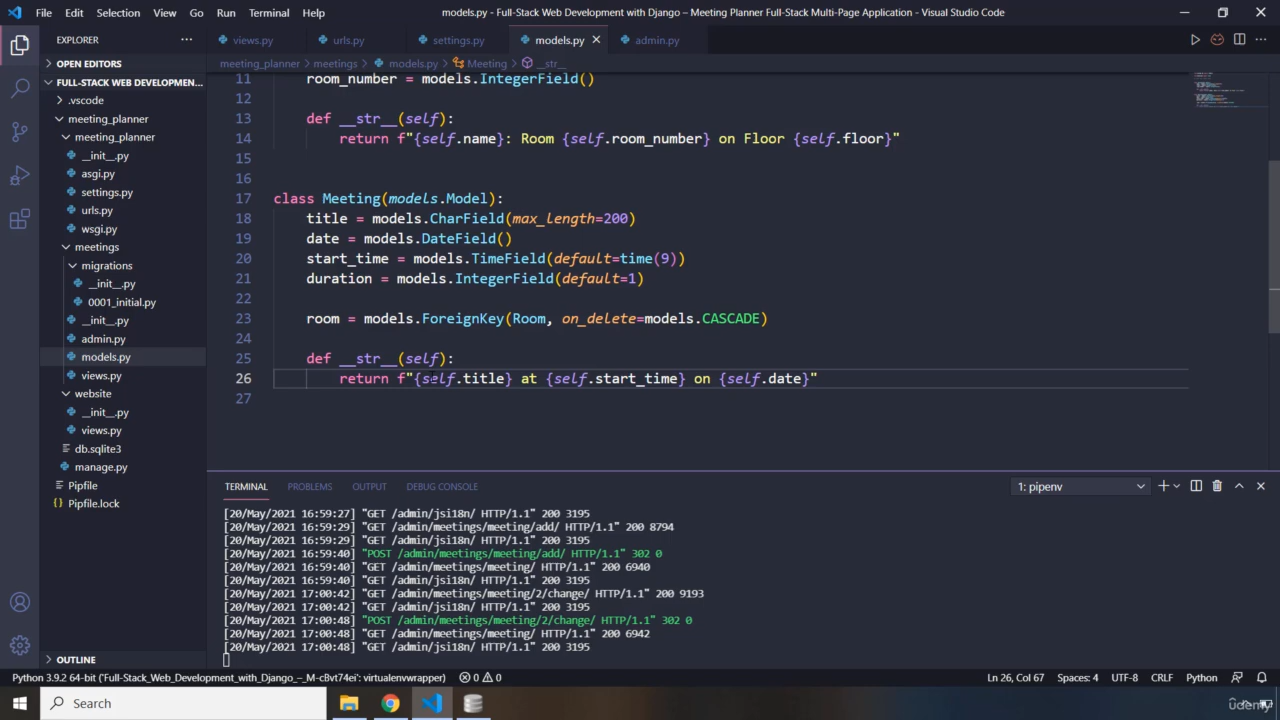 File Edit Selection View Go Run Terminal Help
models.py - Full-Stack Web Development with Django – Meeting Planner Full-Stack Multi-Page Application - Visual Studio Code
EXPLORER
views.py urls.py settings.py models.py admin.py
OPEN EDITORS
meeting_planner > meetings > models.py > Meeting > __str__
FULL-STACK WEB DEVELOPMEN...
.vscode
meeting_planner
meeting_planner
__init__.py
asgi.py
settings.py
urls.py
wsgi.py
meetings
migrations
__init__.py
0001_initial.py
__init__.py
admin.py
models.py
views.py
website
__init__.py
views.py
db.sqlite3
manage.py
Pipfile
Pipfile.lock
OUTLINE
11 room_number = models.IntegerField()
12
13 def __str__(self):
14 return f"{self.name}: Room {self.room_number} on Floor {self.floor}"
15
16
17 class Meeting(models.Model):
18 title = models.CharField(max_length=200)
19 date = models.DateField()
20 start_time = models.TimeField(default=time(9))
21 duration = models.IntegerField(default=1)
22
23 room = models.ForeignKey(Room, on_delete=models.CASCADE)
24
25 def __str__(self):
26 return f"{self.title} at {self.start_time} on {self.date}"
27
TERMINAL PROBLEMS OUTPUT DEBUG CONSOLE
1: pipenv
[20/May/2021 16:59:27] "GET /admin/jsi18n/ HTTP/1.1" 200 3195
[20/May/2021 16:59:29] "GET /admin/meetings/meeting/add/ HTTP/1.1" 200 8794
[20/May/2021 16:59:29] "GET /admin/jsi18n/ HTTP/1.1" 200 3195
[20/May/2021 16:59:40] "POST /admin/meetings/meeting/add/ HTTP/1.1" 302 0
[20/May/2021 16:59:40] "GET /admin/meetings/meeting/ HTTP/1.1" 200 6940
[20/May/2021 16:59:40] "GET /admin/jsi18n/ HTTP/1.1" 200 3195
[20/May/2021 17:00:42] "GET /admin/meetings/meeting/2/change/ HTTP/1.1" 200 9193
[20/May/2021 17:00:42] "GET /admin/jsi18n/ HTTP/1.1" 200 3195
[20/May/2021 17:00:48] "POST /admin/meetings/meeting/2/change/ HTTP/1.1" 302 0
[20/May/2021 17:00:48] "GET /admin/meetings/meeting/ HTTP/1.1" 200 6942
[20/May/2021 17:00:48] "GET /admin/jsi18n/ HTTP/1.1" 200 3195
Python 3.9.2 64-bit ('Full-Stack_Web_Development_with_Django_–_M-cBvt74ei': virtualenvwrapper) 0 0
Ln 26, Col 67 Spaces: 4 UTF-8 CRLF Python
Search
Udemy